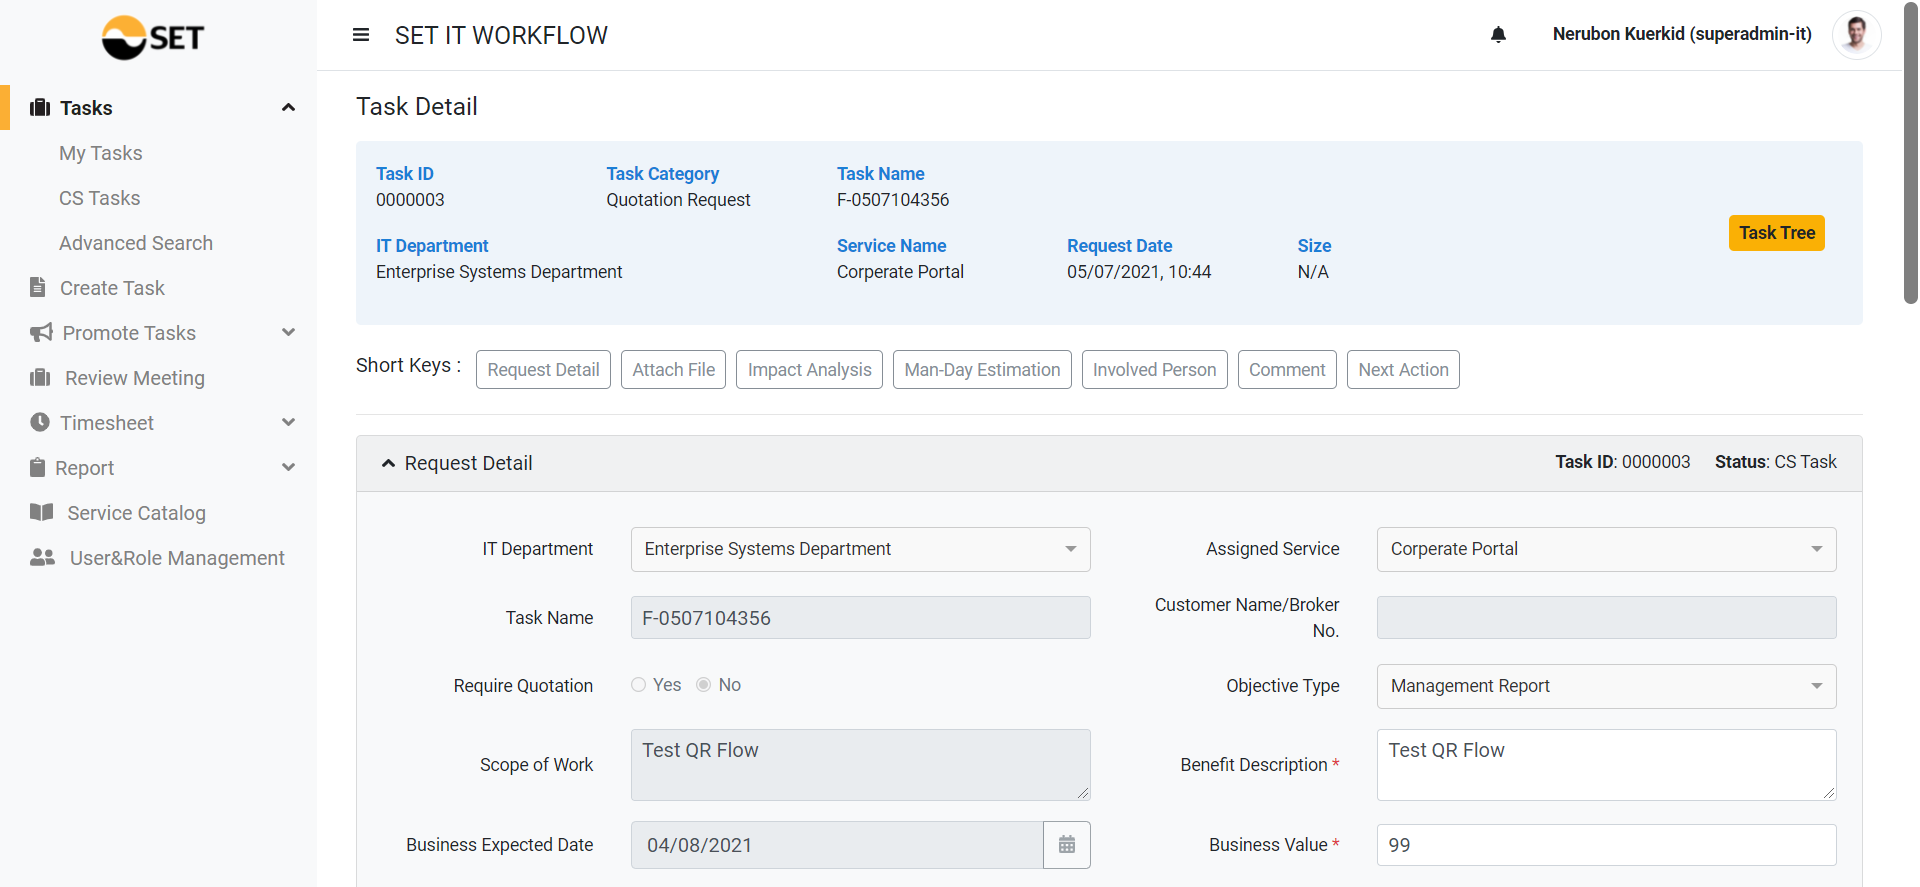 SET
SET IT WORKFLOW
Nerubon Kuerkid (superadmin-it)
Tasks
My Tasks
CS Tasks
Advanced Search
Create Task
Promote Tasks
Review Meeting
Timesheet
Report
Service Catalog
User&Role Management
Task Detail
Task ID
0000003
Task Category
Quotation Request
Task Name
F-0507104356
IT Department
Enterprise Systems Department
Service Name
Corperate Portal
Request Date
05/07/2021, 10:44
Size
N/A
Task Tree
Short Keys :
Request Detail
Attach File
Impact Analysis
Man-Day Estimation
Involved Person
Comment
Next Action
Request Detail
Task ID: 0000003
Status: CS Task
IT Department
Enterprise Systems Department
Assigned Service
Corperate Portal
Task Name
F-0507104356
Customer Name/Broker
No.
Require Quotation
Yes
No
Objective Type
Management Report
Scope of Work
Test QR Flow
Benefit Description *
Test QR Flow
Business Expected Date
04/08/2021
Business Value *
99